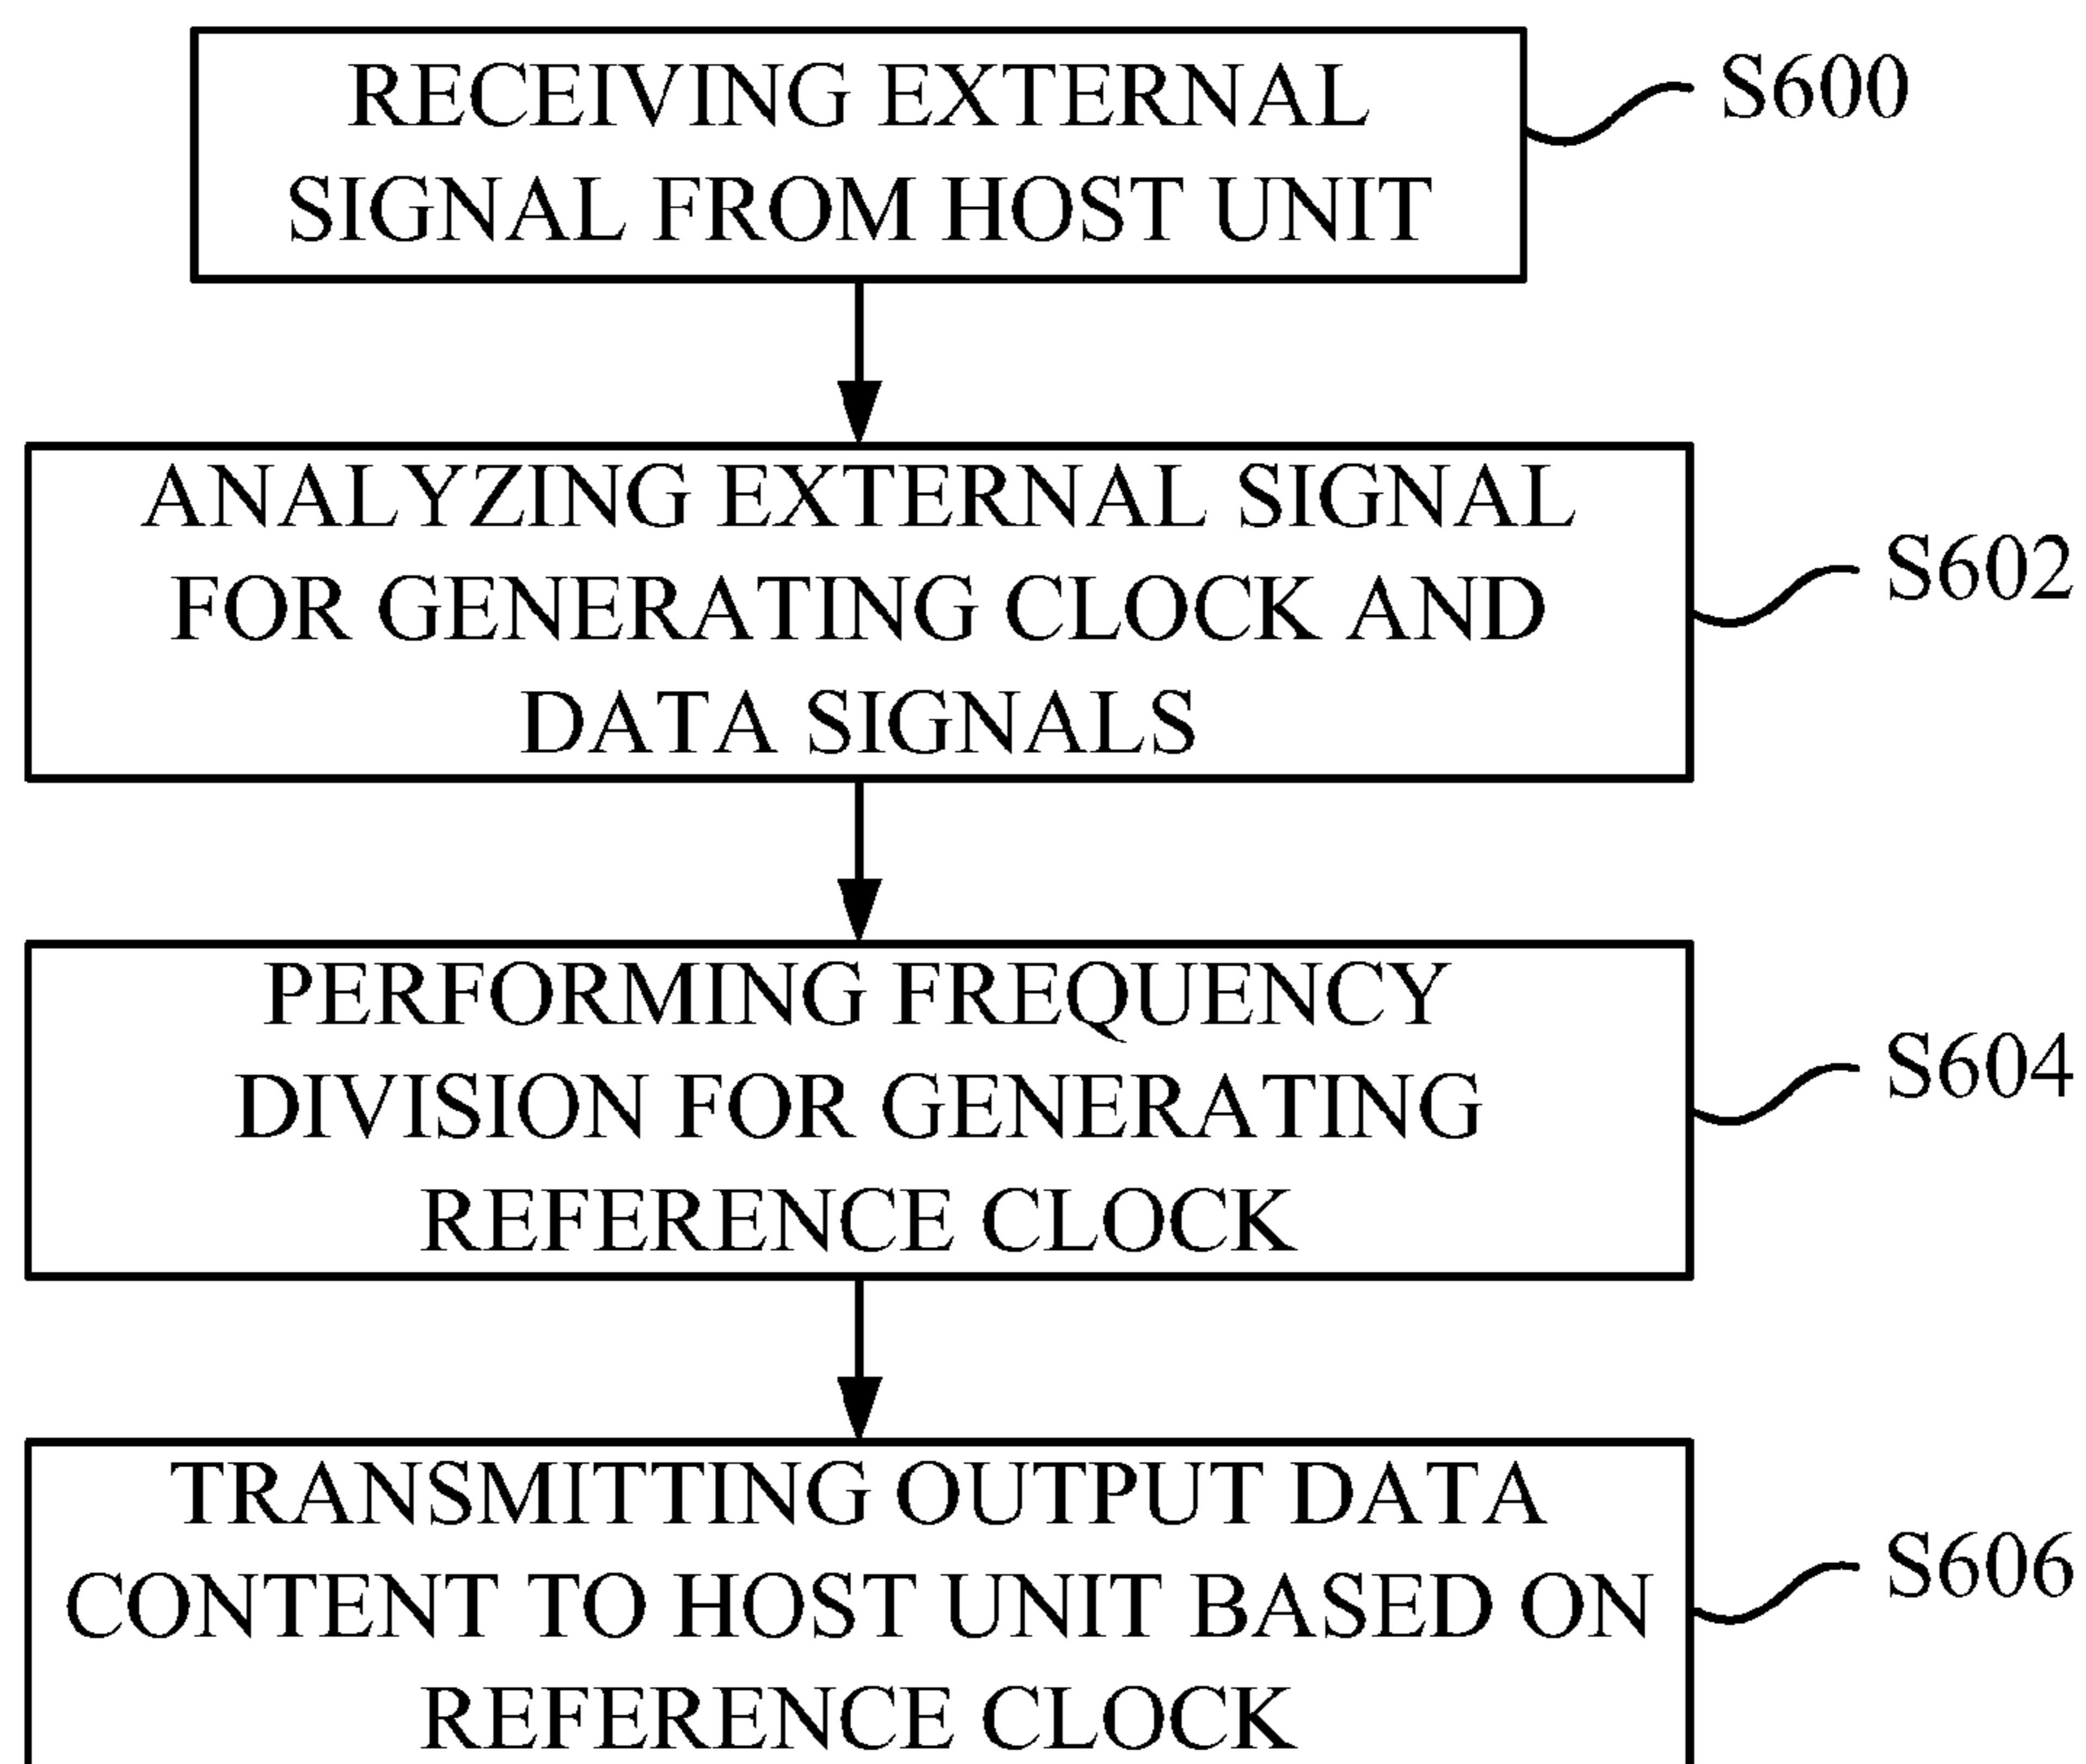 RECEIVING EXTERNAL
SIGNAL FROM HOST UNIT
S600
ANALYZING EXTERNAL SIGNAL
FOR GENERATING CLOCK AND
DATA SIGNALS
S602
PERFORMING FREQUENCY
DIVISION FOR GENERATING
REFERENCE CLOCK
S604
TRANSMITTING OUTPUT DATA
CONTENT TO HOST UNIT BASED ON
REFERENCE CLOCK
S606